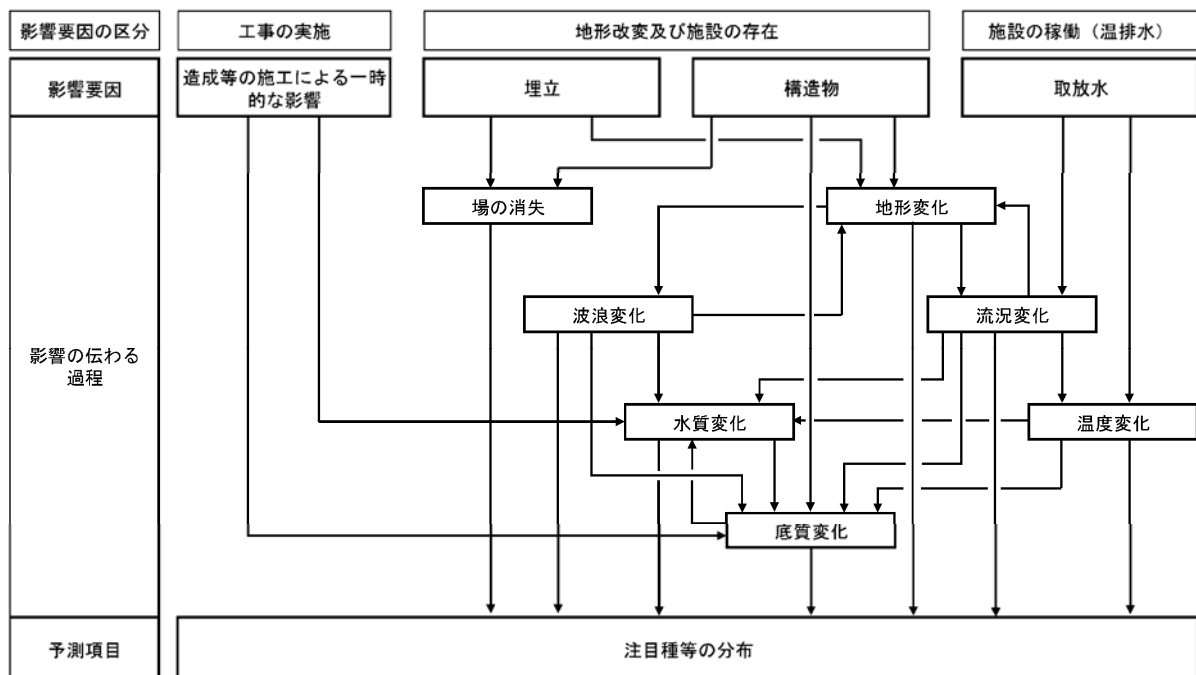 影響要因の区分
工事の実施
地形改変及び施設の存在
施設の稼働（温排水）
影響要因
造成等の施工による一時
的な影響
埋立
構造物
取放水
影響の伝わる
過程
場の消失
地形変化
波浪変化
流況変化
水質変化
温度変化
底質変化
予測項目
注目種等の分布